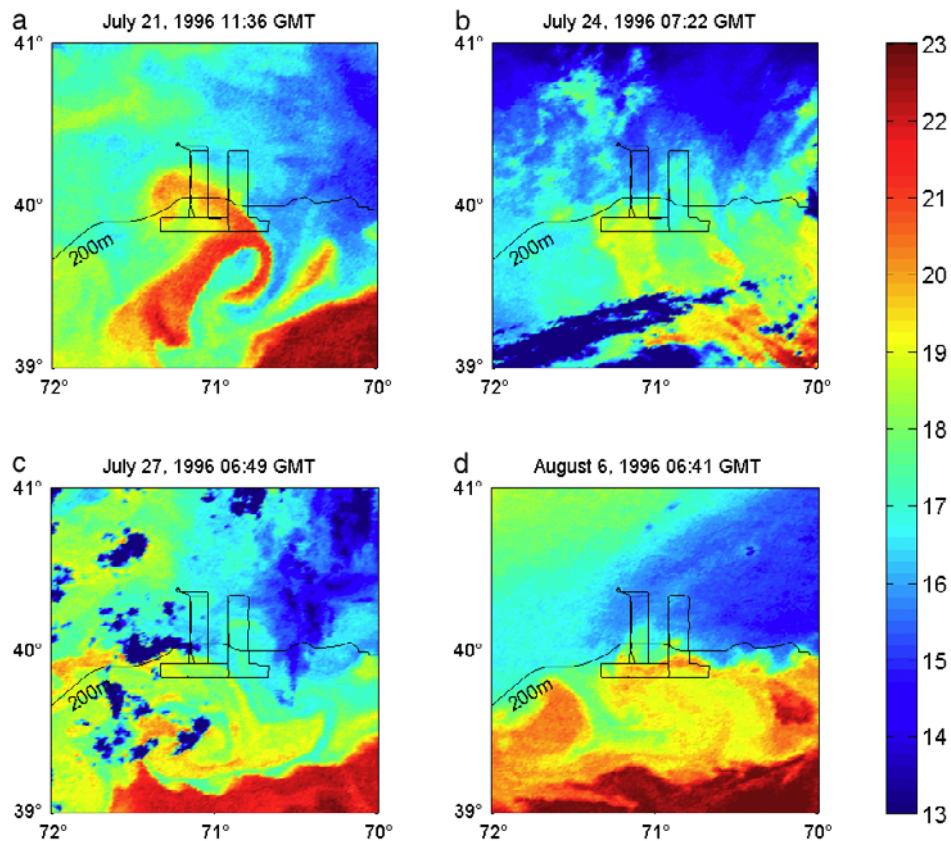 a
July 21, 1996 11:36 GMT
41°
40°
39°
72°
71°
70°
200m
b
July 24, 1996 07:22 GMT
41°
40°
39°
72°
71°
70°
200m
c
July 27, 1996 06:49 GMT
41°
40°
39°
72°
71°
70°
200m
d
August 6, 1996 06:41 GMT
41°
40°
39°
72°
71°
70°
200m
23
22
21
20
19
18
17
16
15
14
13